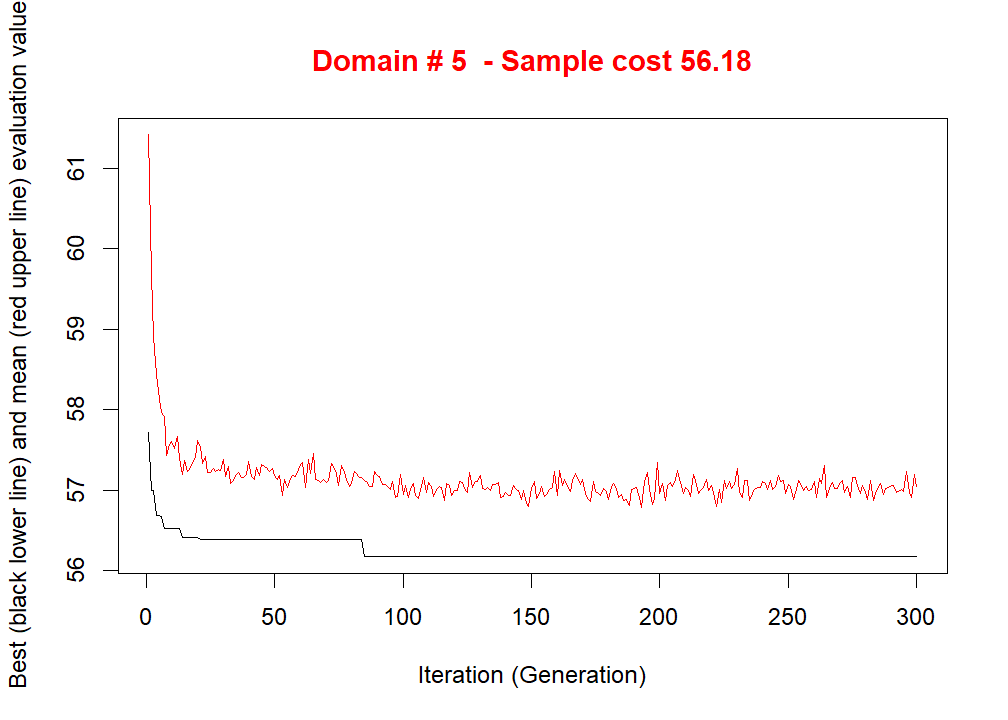 Domain # 5  - Sample cost 56.18
Best (black lower line) and mean (red upper line) evaluation value
61
60
59
58
57
56
0 50 100 150 200 250 300
Iteration (Generation)